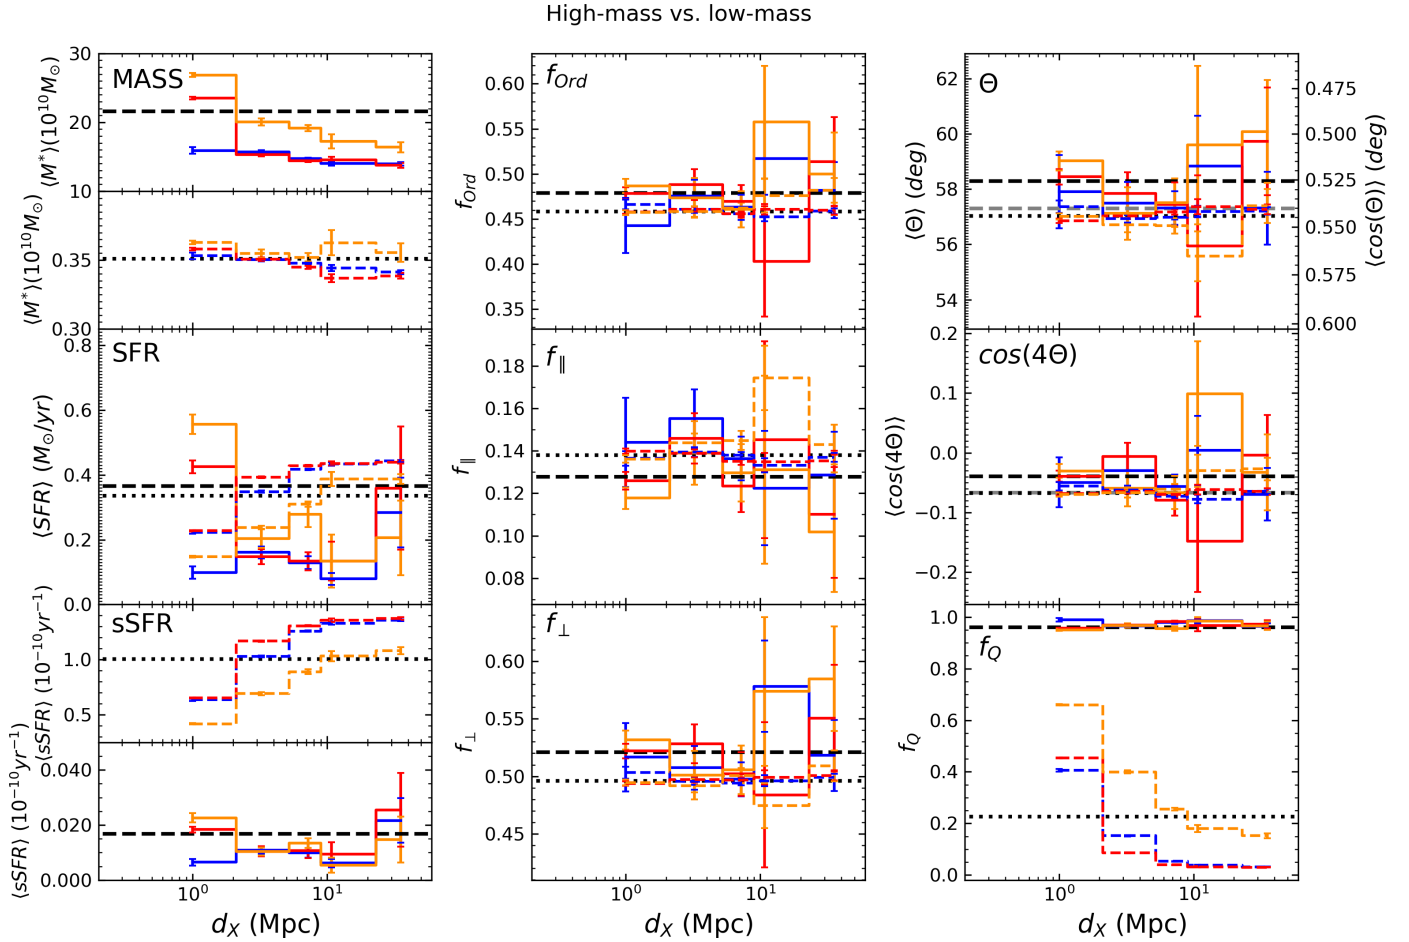 High-mass vs. low-mass
MASS
⟨M*⟩(10¹⁰M⊙)
30
20
10
⟨M*⟩(10¹⁰M⊙)
0.35
0.30
SFR
⟨SFR⟩ (M⊙/yr)
0.8
0.6
0.4
0.2
0.0
sSFR
⟨sSFR⟩ (10⁻¹⁰yr⁻¹)
1.0
0.5
⟨sSFR⟩ (10⁻¹⁰yr⁻¹)
0.040
0.020
0.000
10⁰ 10¹
d_X (Mpc)
f_Ord
f_Ord
0.60
0.55
0.50
0.45
0.40
0.35
f_∥
f_∥
0.18
0.16
0.14
0.12
0.10
0.08
f_⊥
f_⊥
0.60
0.55
0.50
0.45
10⁰ 10¹
d_X (Mpc)
Θ
⟨Θ⟩ (deg)
62
60
58
56
54
0.475
0.500
0.525
0.550
0.575
0.600
⟨cos(Θ)⟩ (deg)
cos(4Θ)
⟨cos(4Θ)⟩
0.2
0.1
0.0
−0.1
−0.2
f_Q
f_Q
1.0
0.8
0.6
0.4
0.2
0.0
10⁰ 10¹
d_X (Mpc)